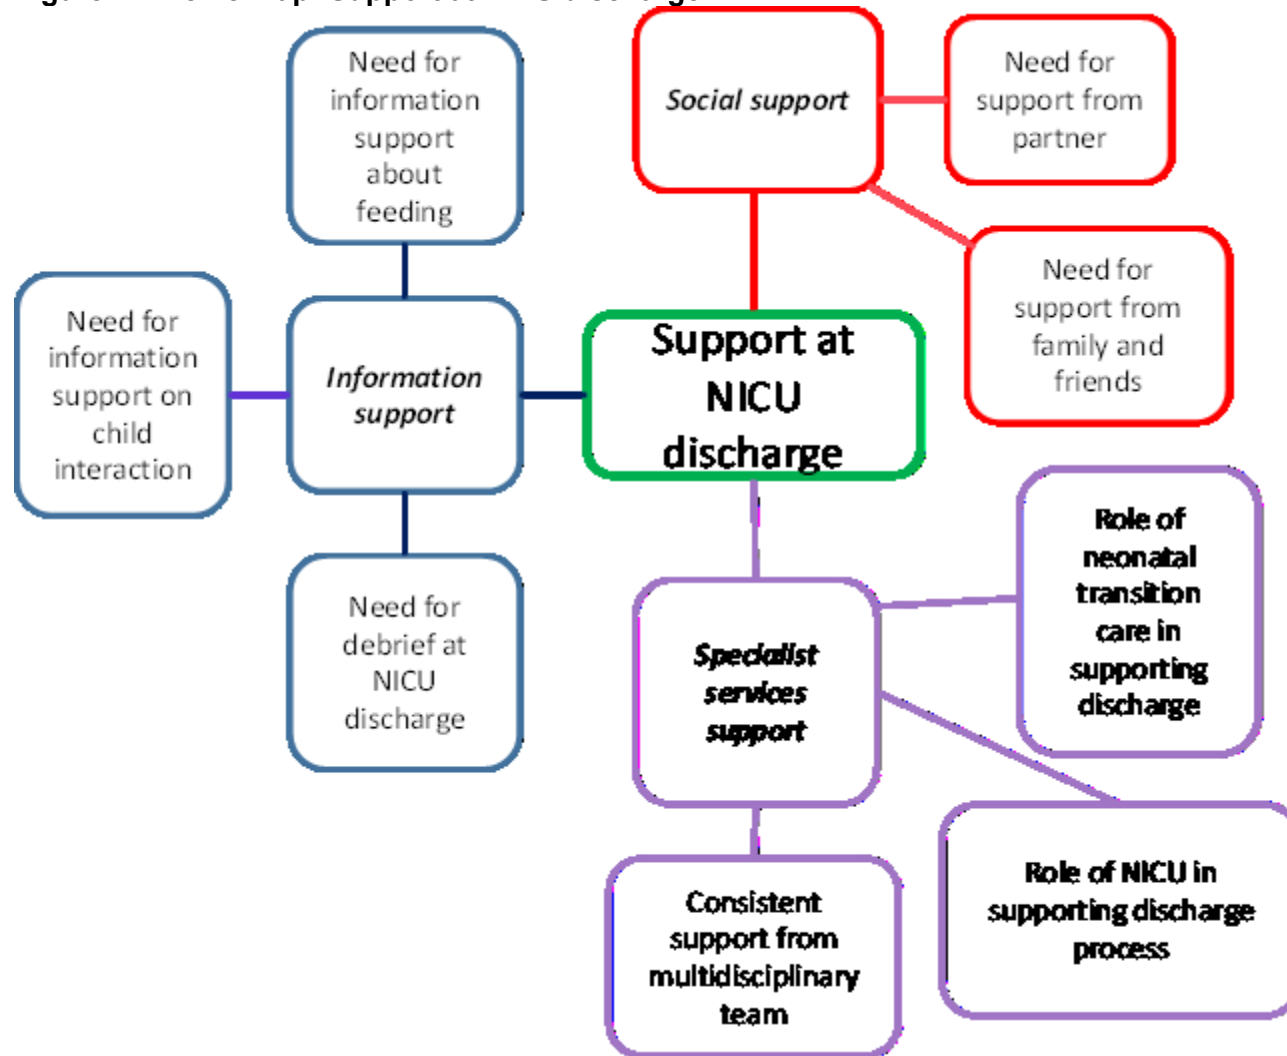 Need for
information
support
about
feeding
Social support
Need for
support from
partner
Need for
support from
family and
friends
Need for
information
support on
child
interaction
Information
support
Support at
NICU
discharge
Need for
debrief at
NICU
discharge
Specialist
services
support
Role of
neonatal
transition
care in
supporting
discharge
Role of NICU in
supporting discharge
process
Consistent
support from
multidisciplinary
team